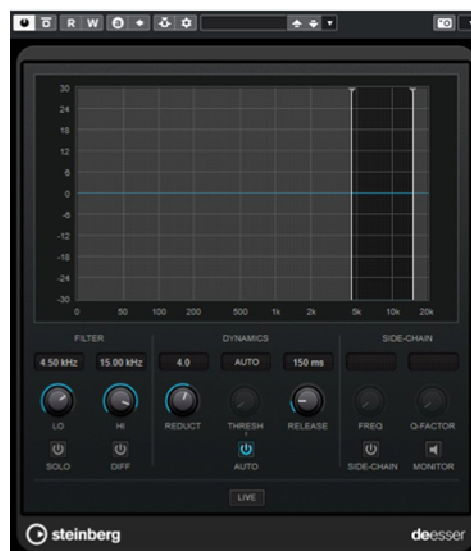 R W
30
24
18
12
6
0
-6
-12
-18
-24
-30
0 50 100 200 500 1k 2k 5k 10k 20k
FILTER DYNAMICS SIDE-CHAIN
4.50 kHz 15.00 kHz 4.0 AUTO 150 ms
LO HI REDUCT THRESH RELEASE FREQ Q-FACTOR
SOLO DIFF AUTO SIDE-CHAIN MONITOR
LIVE
steinberg deesser